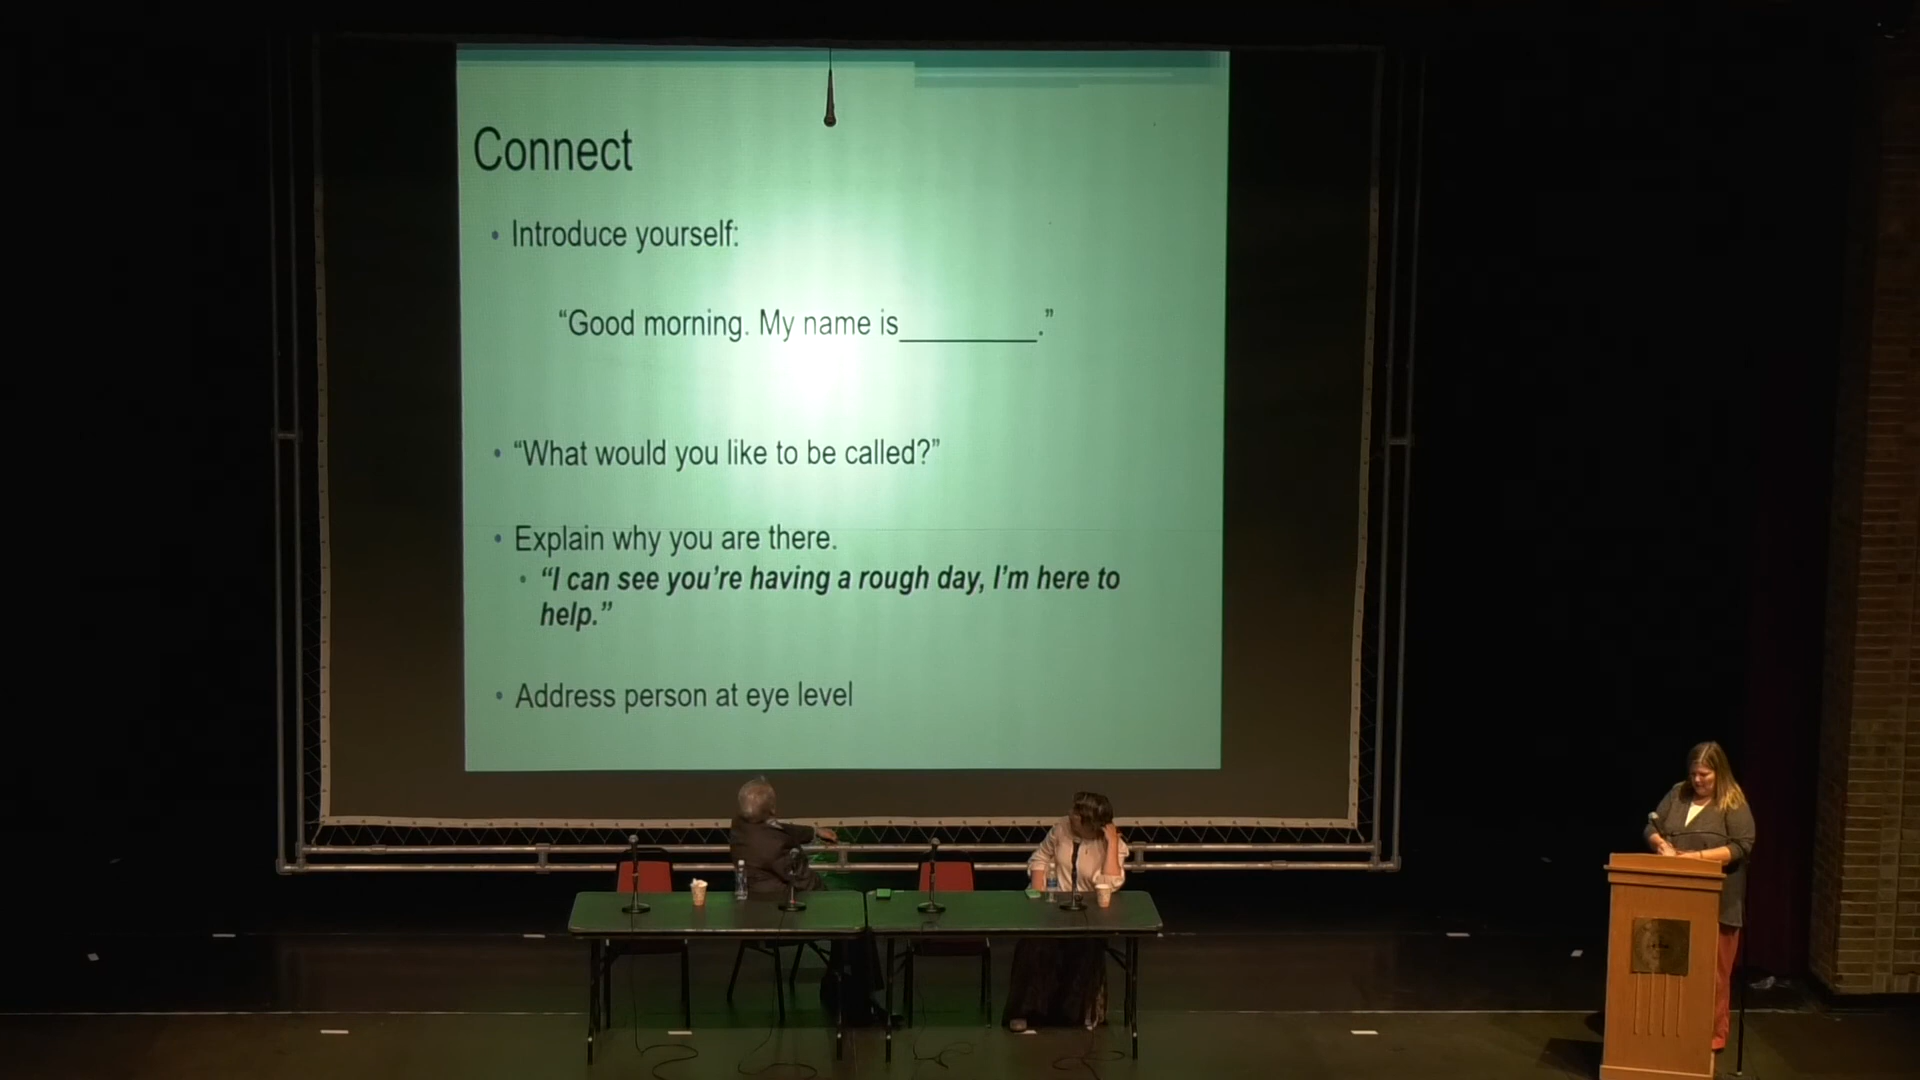 Connect
• Introduce yourself:
“Good morning. My name is_________.”
• “What would you like to be called?”
• Explain why you are there.
• “I can see you’re having a rough day, I’m here to
help.”
• Address person at eye level